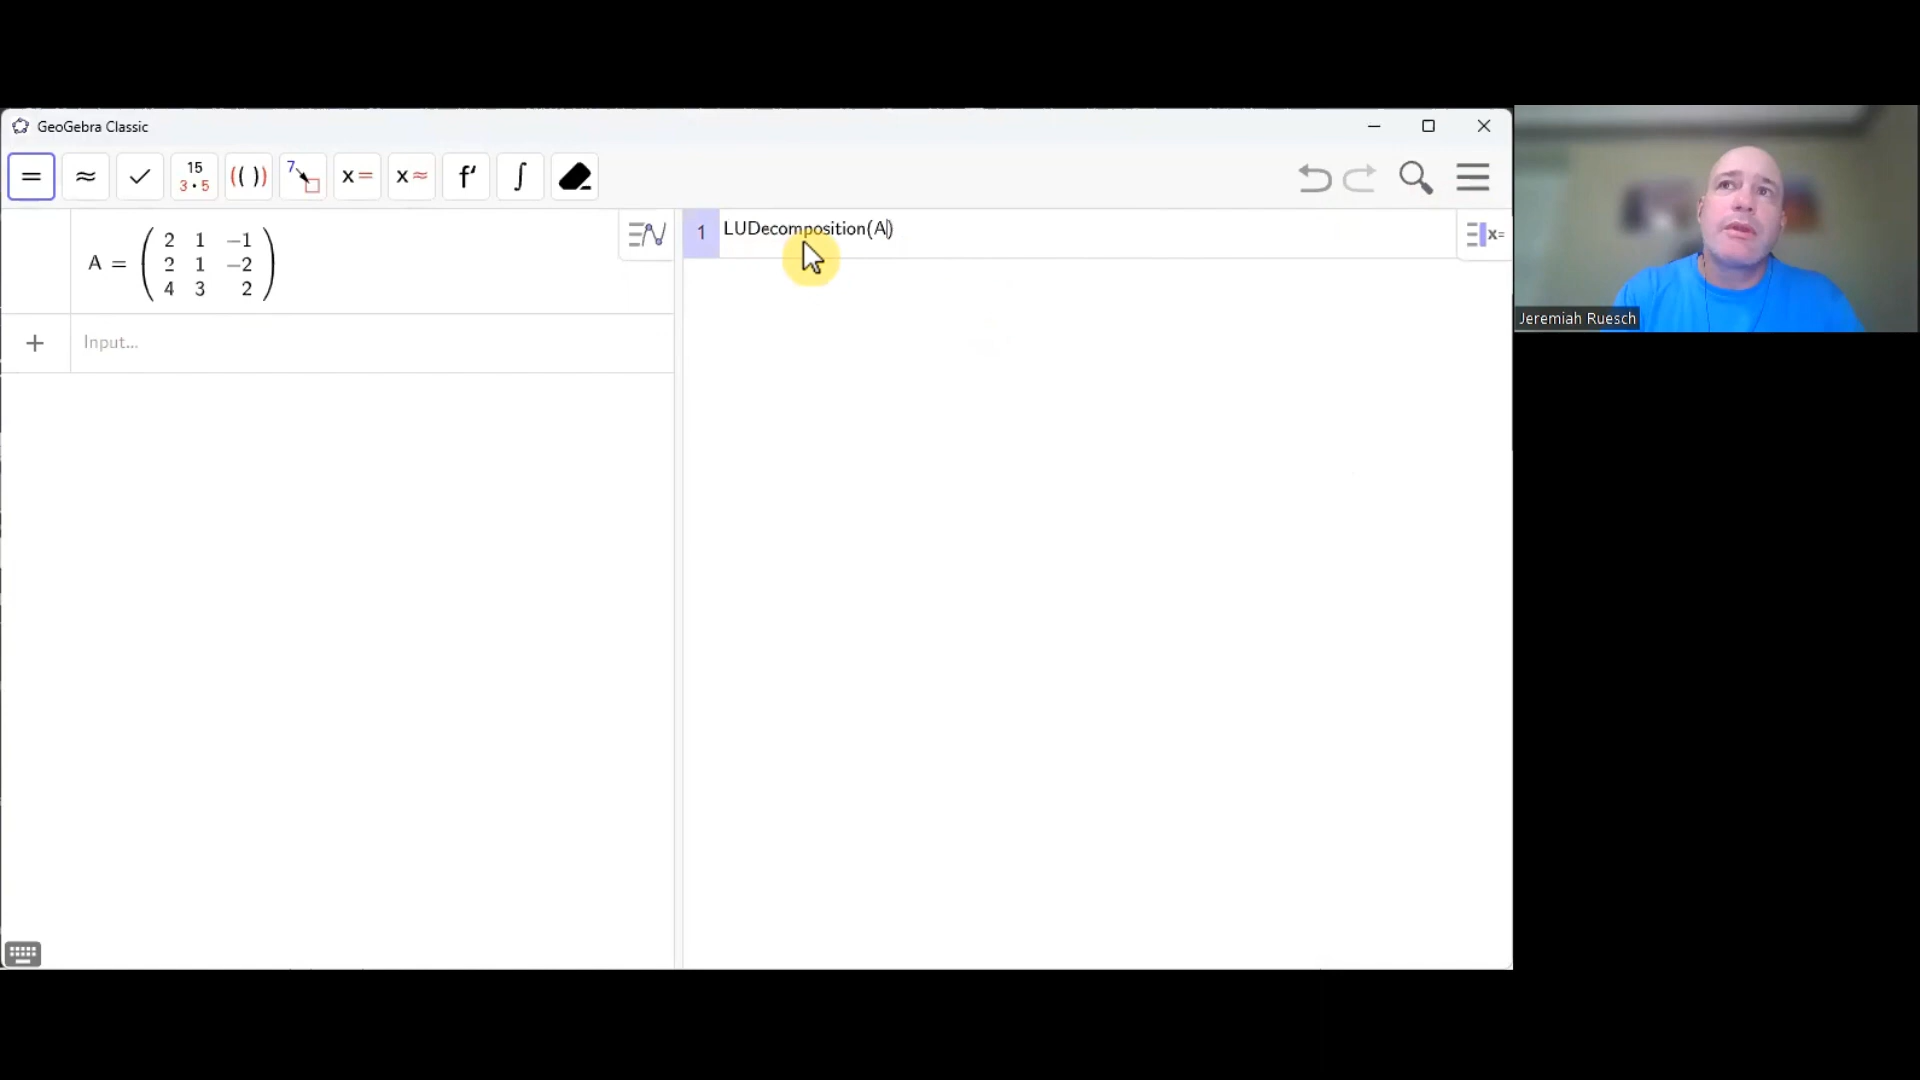 GeoGebra Classic
= ≈ ✓ 15 3·5 (( )) 7 x= x≈ f′ ∫
A = ( 2 1 −1
2 1 −2
4 3 2 )
+ Input...
1 LUDecomposition(A)
x=
Jeremiah Ruesch